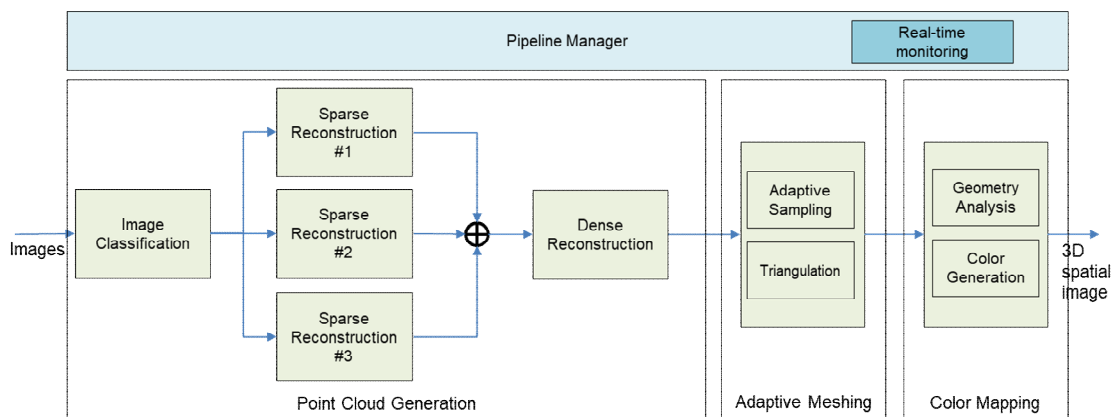 Pipeline Manager
Real-time
monitoring
Images
Image
Classification
Sparse
Reconstruction
#1
Sparse
Reconstruction
#2
Sparse
Reconstruction
#3
Dense
Reconstruction
Adaptive
Sampling
Triangulation
Geometry
Analysis
Color
Generation
3D
spatial
image
Point Cloud Generation
Adaptive Meshing
Color Mapping